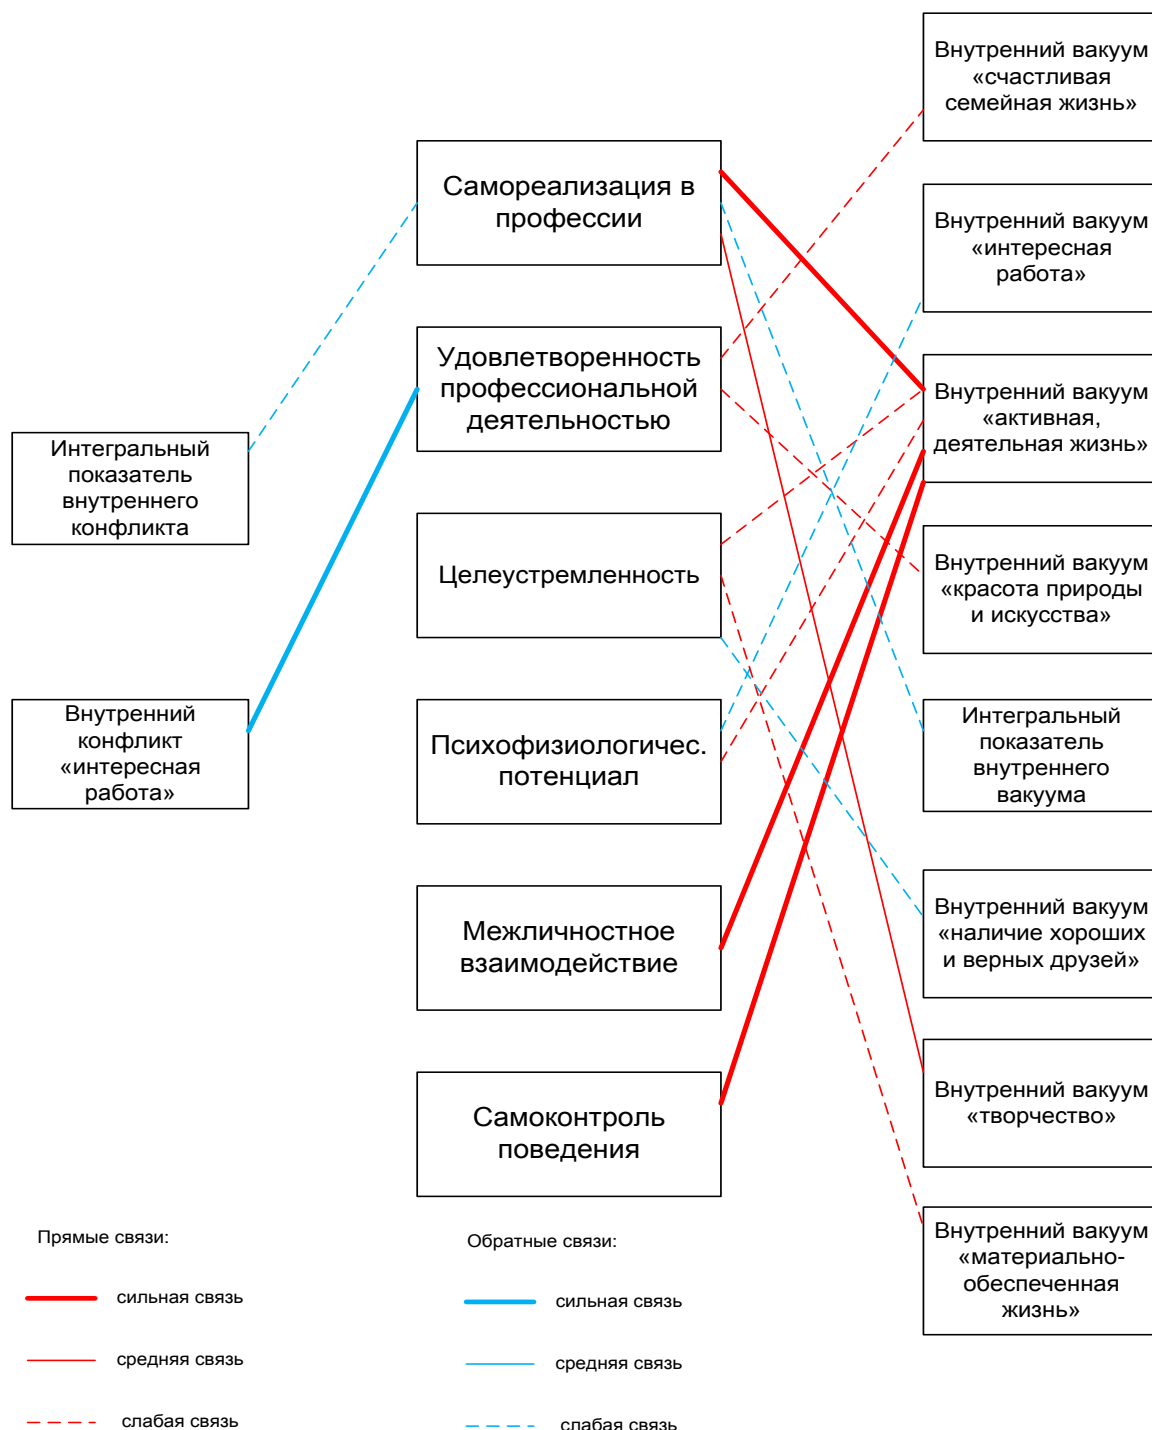 Интегральный
показатель
внутреннего
конфликта
Внутренний
конфликт
«интересная
работа»
Самореализация в
профессии
Удовлетворенность
профессиональной
деятельностью
Целеустремленность
Психофизиологичес.
потенциал
Межличностное
взаимодействие
Самоконтроль
поведения
Внутренний вакуум
«счастливая
семейная жизнь»
Внутренний вакуум
«интересная
работа»
Внутренний вакуум
«активная,
деятельная жизнь»
Внутренний вакуум
«красота природы
и искусства»
Интегральный
показатель
внутреннего
вакуума
Внутренний вакуум
«наличие хороших
и верных друзей»
Внутренний вакуум
«творчество»
Внутренний вакуум
«материально-
обеспеченная
жизнь»
Прямые связи:
сильная связь
средняя связь
слабая связь
Обратные связи:
сильная связь
средняя связь
слабая связь